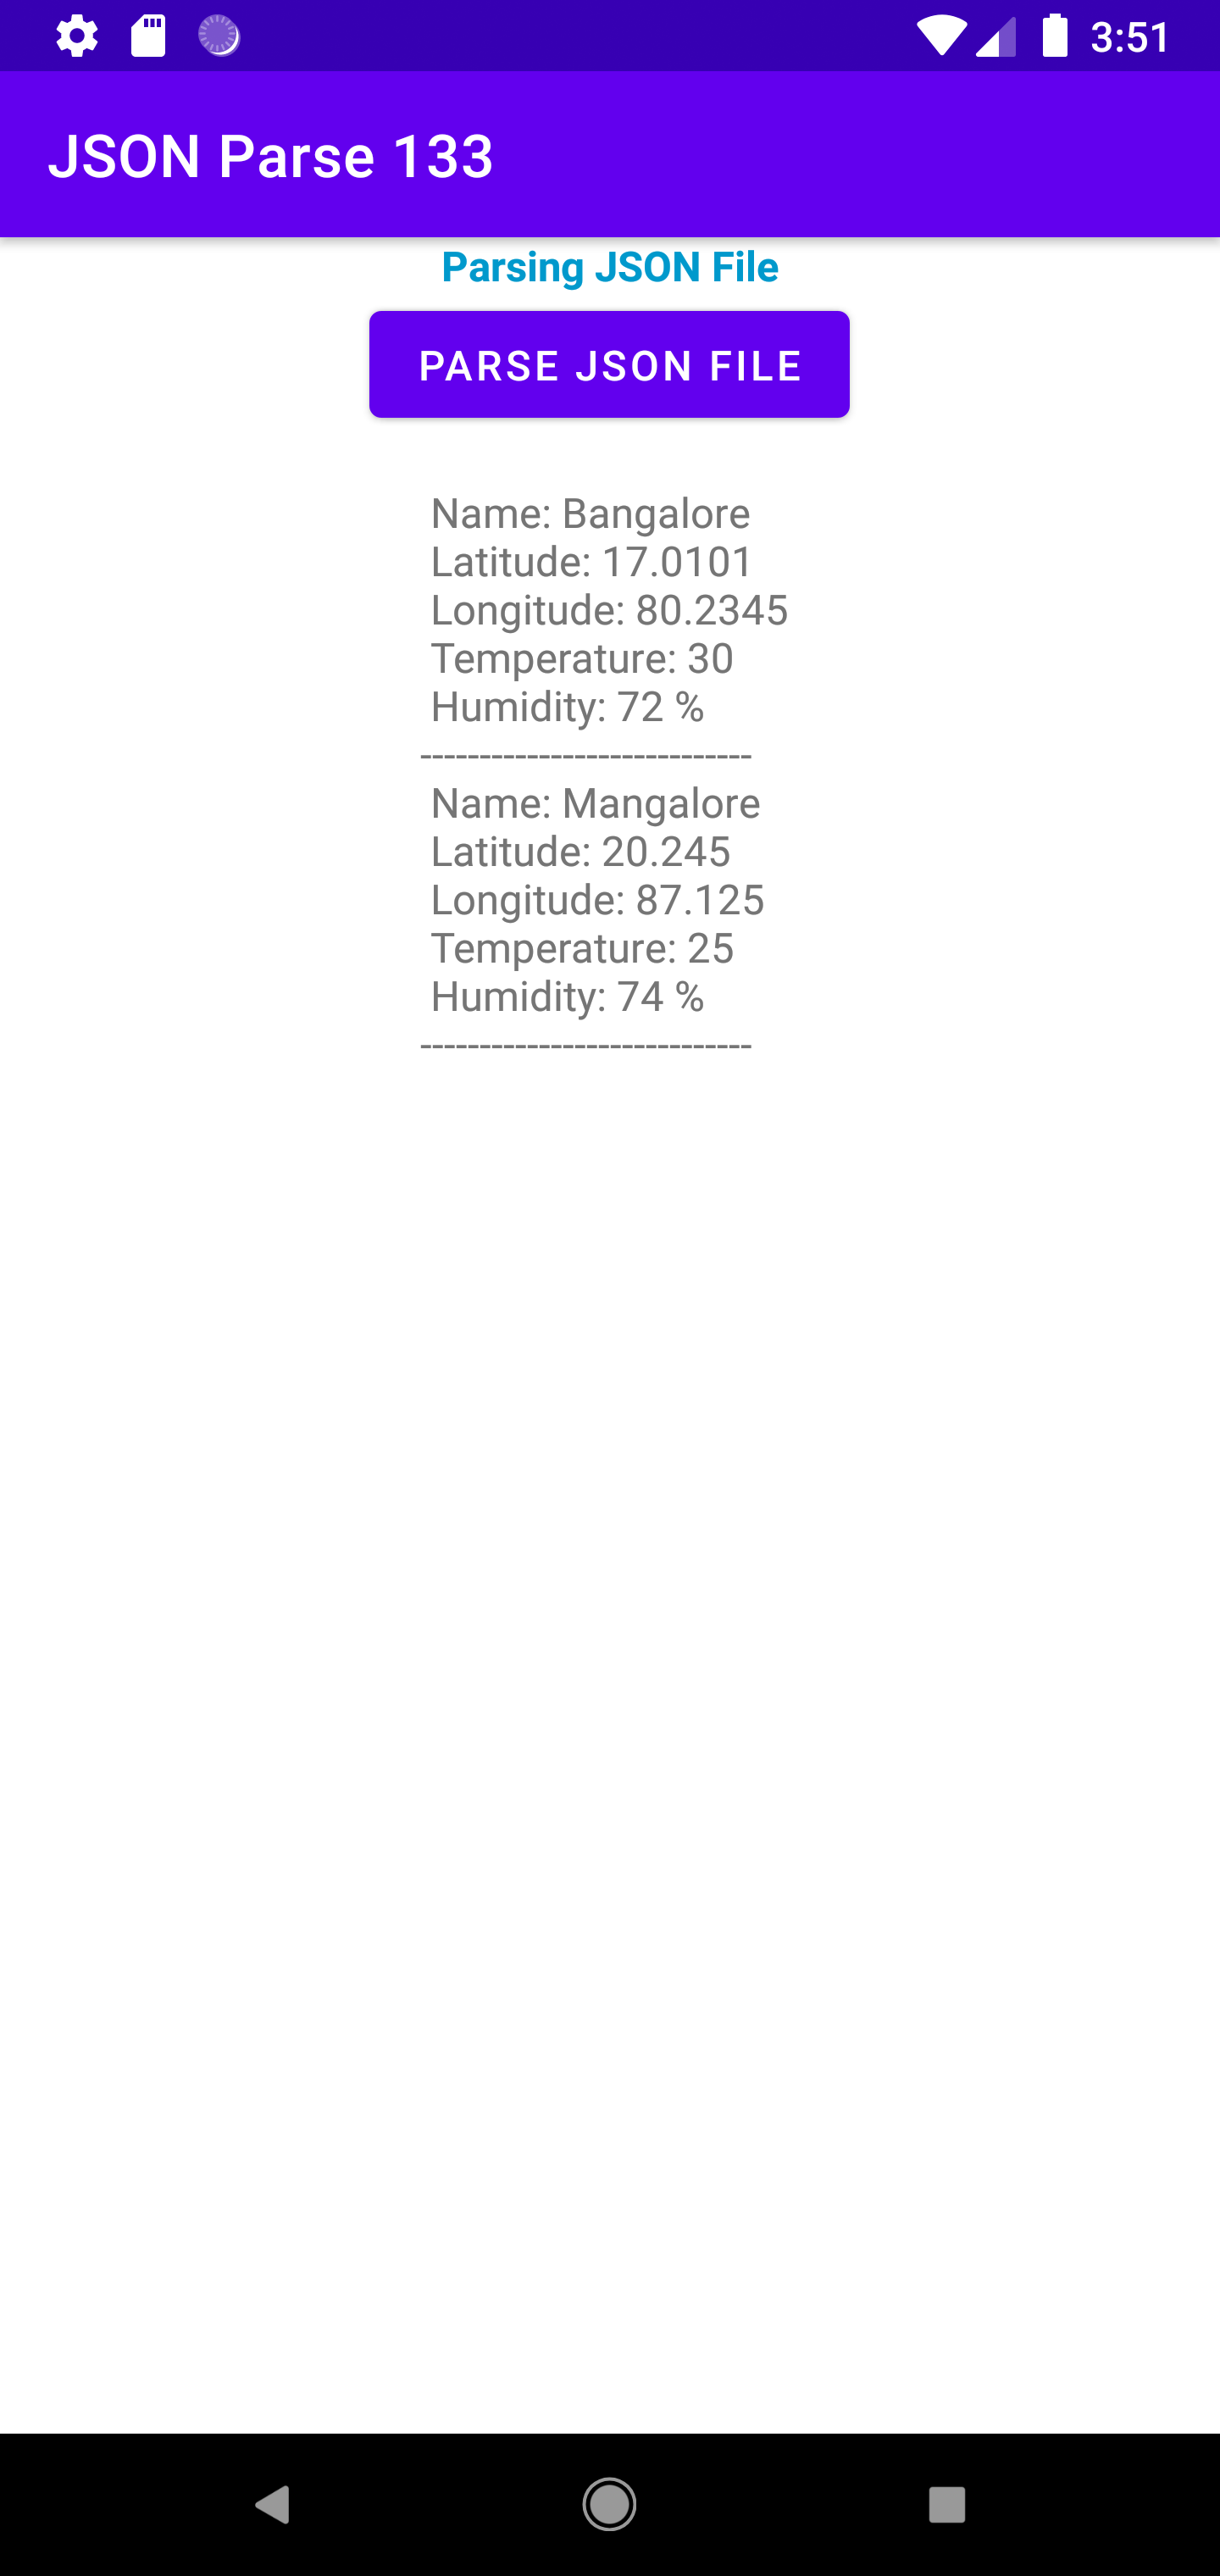 3:51
JSON Parse 133
Parsing JSON File
PARSE JSON FILE
Name: Bangalore
Latitude: 17.0101
Longitude: 80.2345
Temperature: 30
Humidity: 72 %
----------------------------
Name: Mangalore
Latitude: 20.245
Longitude: 87.125
Temperature: 25
Humidity: 74 %
----------------------------